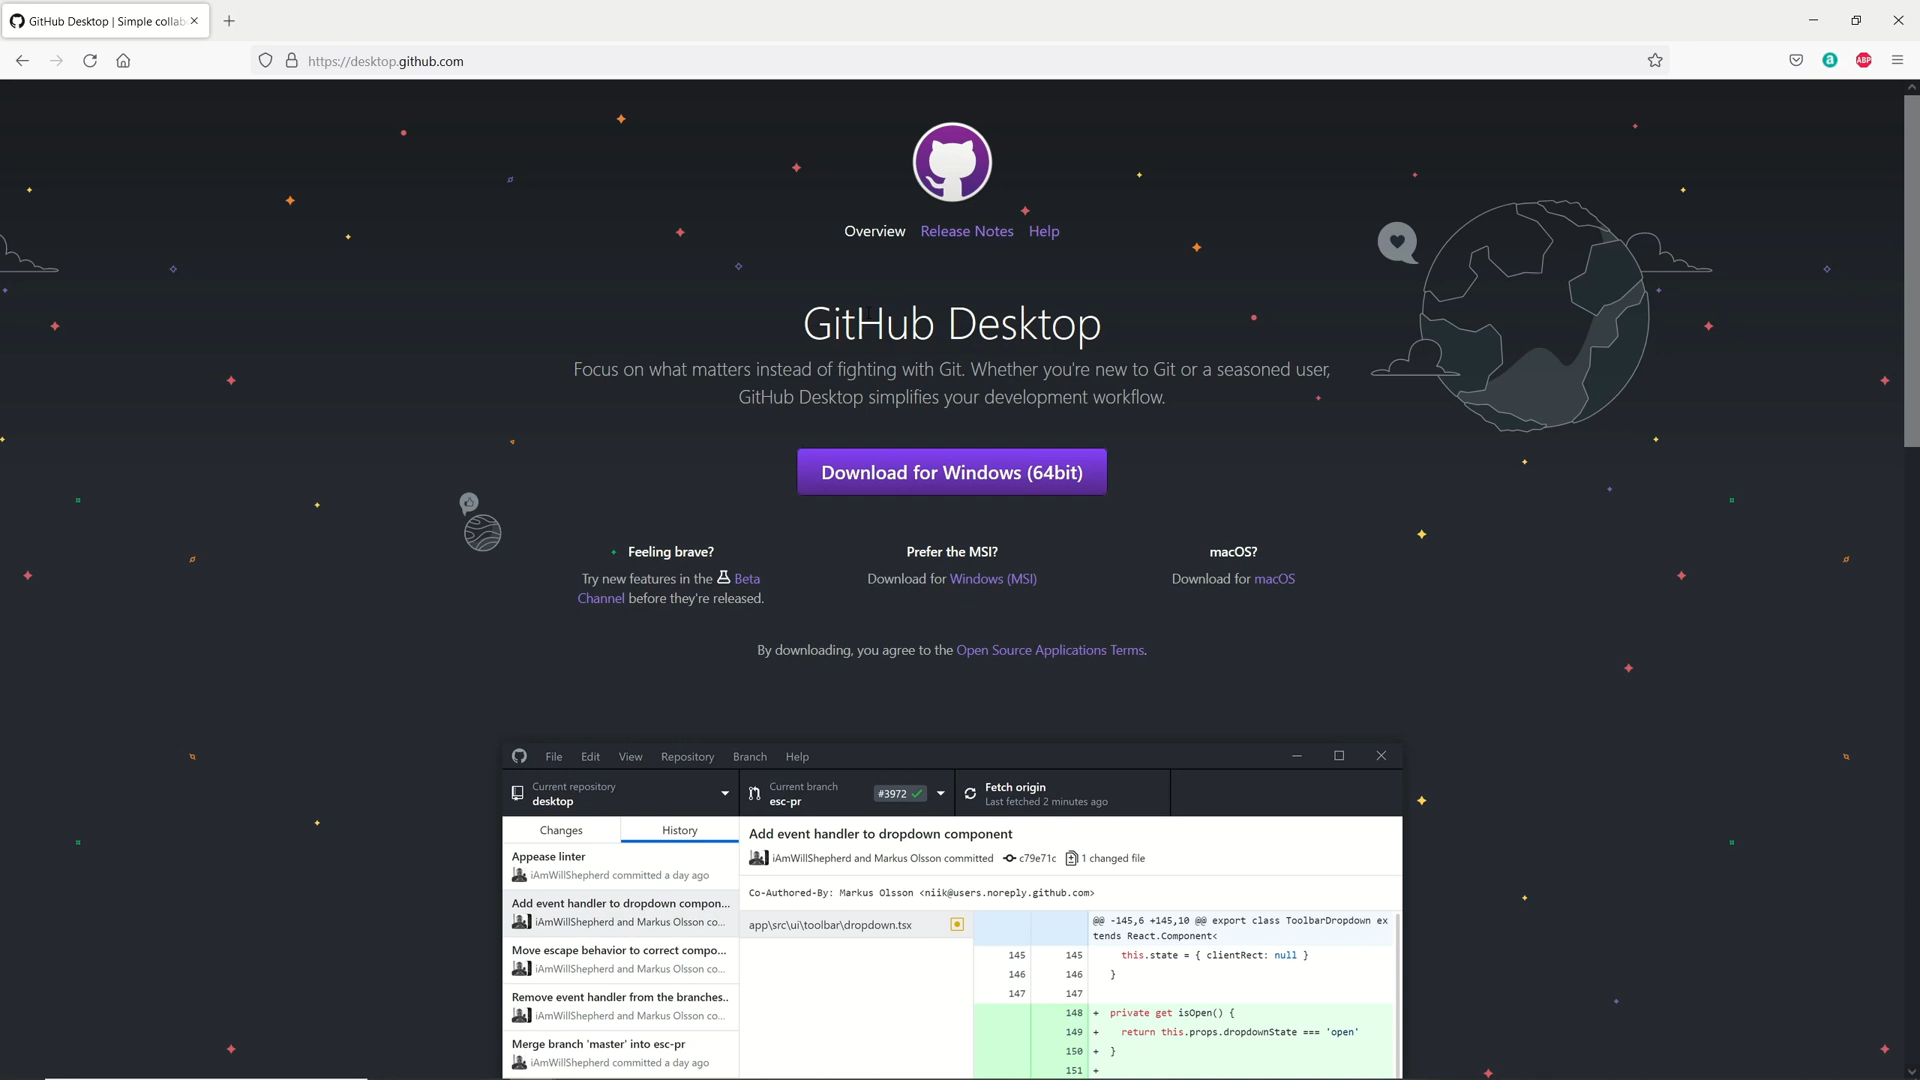 GitHub Desktop | Simple collab
https://desktop.github.com
ABP
Overview Release Notes Help
GitHub Desktop
Focus on what matters instead of fighting with Git. Whether you're new to Git or a seasoned user,
GitHub Desktop simplifies your development workflow.
Download for Windows (64bit)
Feeling brave?
Try new features in the Beta
Channel before they're released.
Prefer the MSI?
Download for Windows (MSI)
macOS?
Download for macOS
By downloading, you agree to the Open Source Applications Terms.
File Edit View Repository Branch Help
Current repository
desktop
Current branch
esc-pr
#3972
Fetch origin
Last fetched 2 minutes ago
Changes History
Appease linter
iAmWillShepherd committed a day ago
Add event handler to dropdown compon...
iAmWillShepherd and Markus Olsson co...
Move escape behavior to correct compo...
iAmWillShepherd and Markus Olsson co...
Remove event handler from the branches..
iAmWillShepherd and Markus Olsson co...
Merge branch 'master' into esc-pr
iAmWillShepherd committed a day ago
Add event handler to dropdown component
iAmWillShepherd and Markus Olsson committed c79e71c 1 changed file
Co-Authored-By: Markus Olsson <niik@users.noreply.github.com>
app\src\ui\toolbar\dropdown.tsx
@@ -145,6 +145,10 @@ export class ToolbarDropdown ex
tends React.Component<
145 145 this.state = { clientRect: null }
146 146 }
147 147
148 + private get isOpen() {
149 + return this.props.dropdownState === 'open'
150 + }
151 +